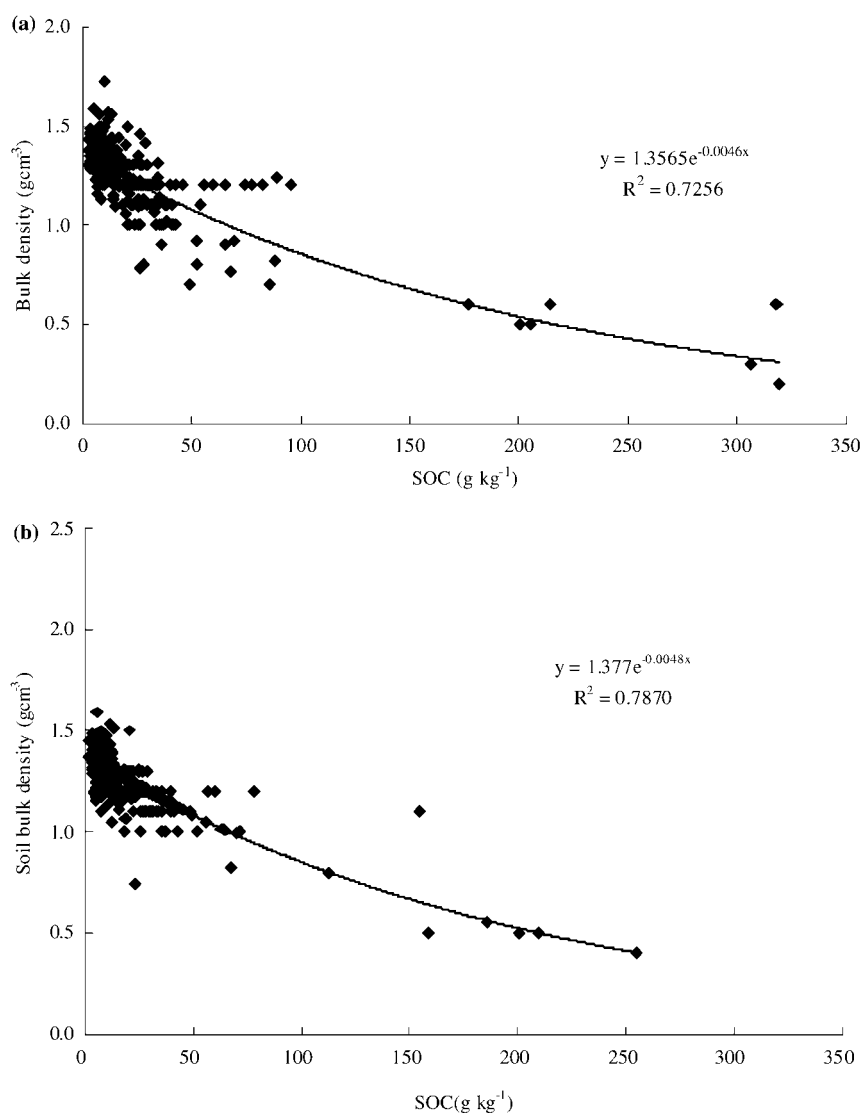 (a)
2.0
1.5
1.0
0.5
0.0
Bulk density (gcm³)
y = 1.3565e^-0.0046x
R² = 0.7256
0 50 100 150 200 250 300 350
SOC (g kg⁻¹)
(b)
2.5
2.0
1.5
1.0
0.5
0.0
Soil bulk density (gcm³)
y = 1.377e^-0.0048x
R² = 0.7870
0 50 100 150 200 250 300 350
SOC(g kg⁻¹)